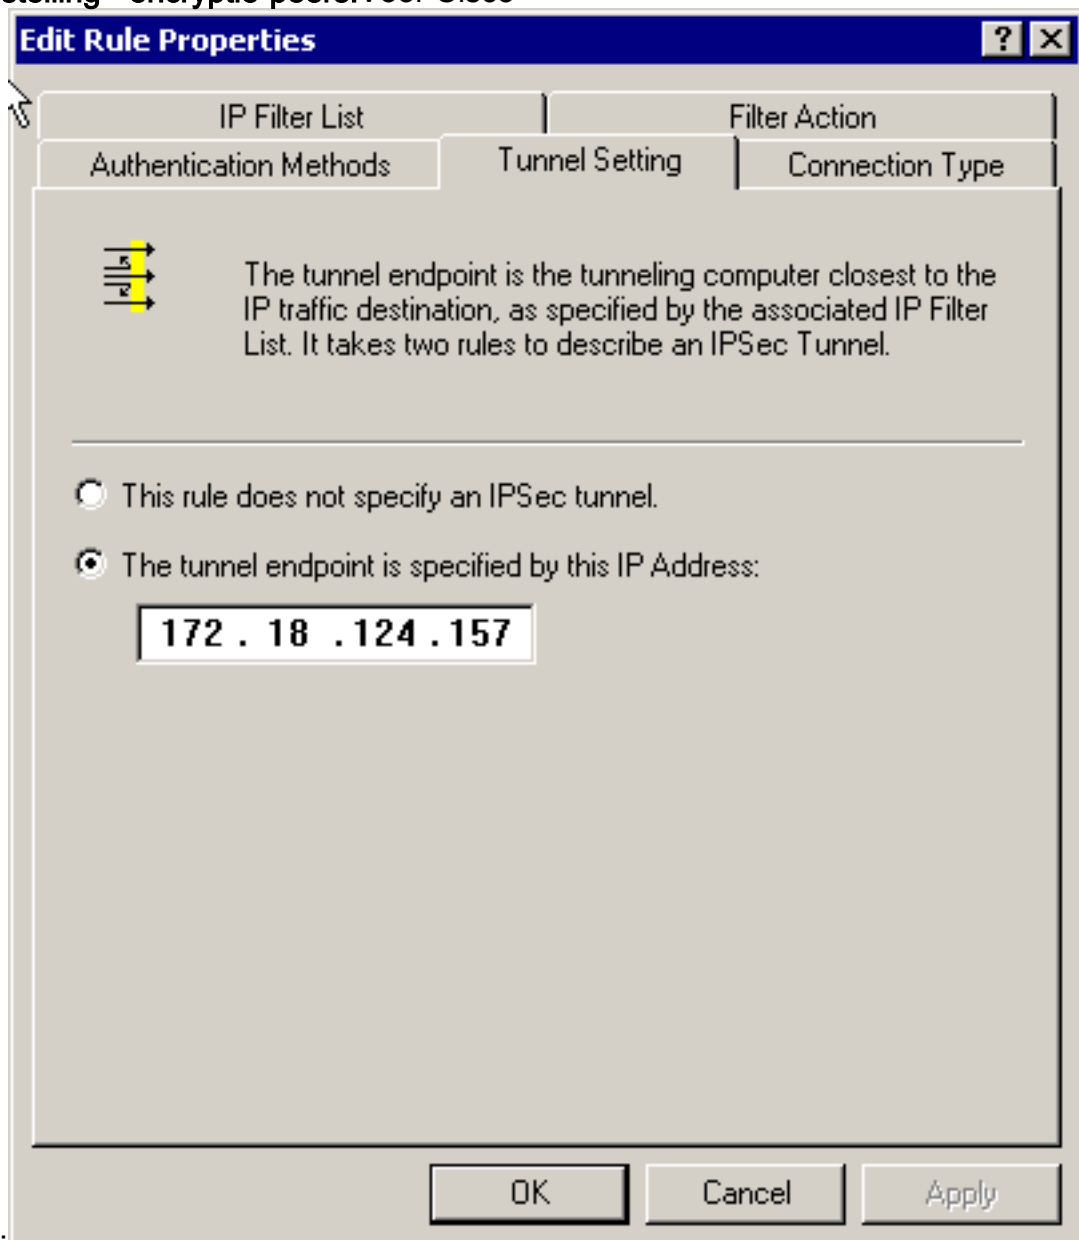 Edit Rule Properties
IP Filter List
Filter Action
Authentication Methods
Tunnel Setting
Connection Type
The tunnel endpoint is the tunneling computer closest to the
IP traffic destination, as specified by the associated IP Filter
List. It takes two rules to describe an IPSec Tunnel.
This rule does not specify an IPSec tunnel.
The tunnel endpoint is specified by this IP Address:
172 . 18 . 124 . 157
OK
Cancel
Apply